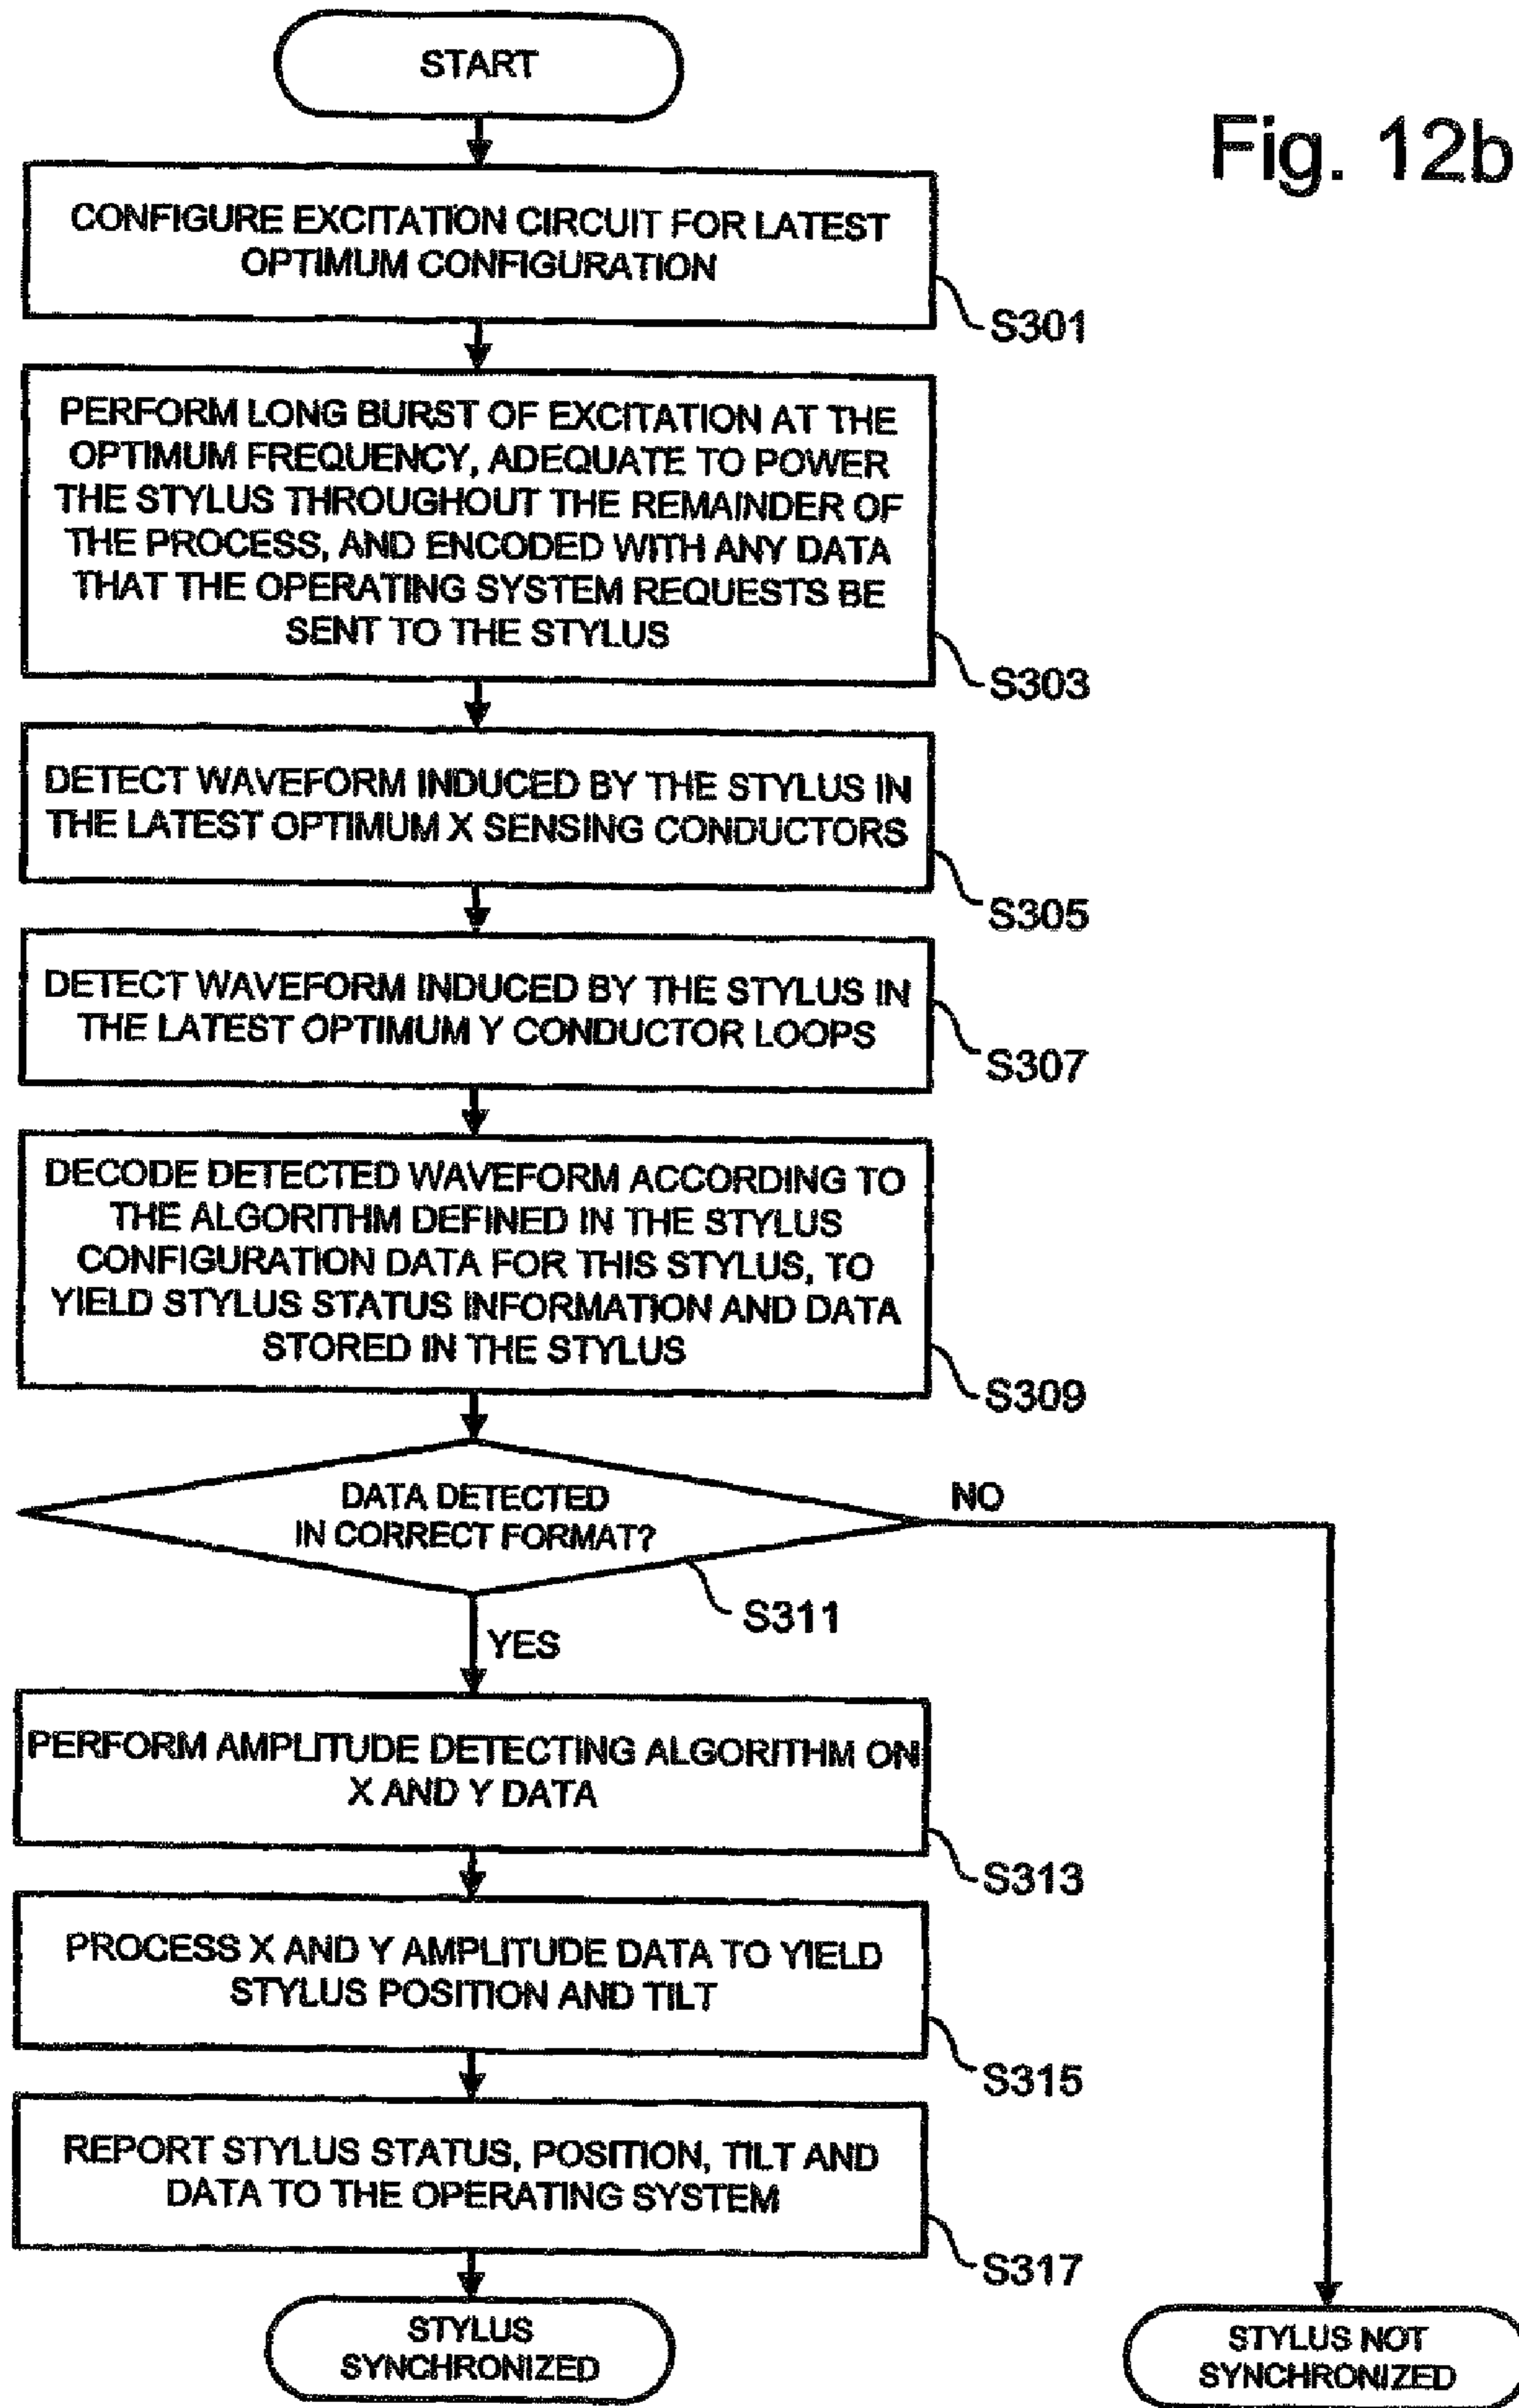 START
Fig. 12b
CONFIGURE EXCITATION CIRCUIT FOR LATEST
OPTIMUM CONFIGURATION
S301
PERFORM LONG BURST OF EXCITATION AT THE
OPTIMUM FREQUENCY, ADEQUATE TO POWER
THE STYLUS THROUGHOUT THE REMAINDER OF
THE PROCESS, AND ENCODED WITH ANY DATA
THAT THE OPERATING SYSTEM REQUESTS BE
SENT TO THE STYLUS
S303
DETECT WAVEFORM INDUCED BY THE STYLUS IN
THE LATEST OPTIMUM X SENSING CONDUCTORS
S305
DETECT WAVEFORM INDUCED BY THE STYLUS IN
THE LATEST OPTIMUM Y CONDUCTOR LOOPS
S307
DECODE DETECTED WAVEFORM ACCORDING TO
THE ALGORITHM DEFINED IN THE STYLUS
CONFIGURATION DATA FOR THIS STYLUS, TO
YIELD STYLUS STATUS INFORMATION AND DATA
STORED IN THE STYLUS
S309
DATA DETECTED
IN CORRECT FORMAT?
NO
S311
YES
PERFORM AMPLITUDE DETECTING ALGORITHM ON
X AND Y DATA
S313
PROCESS X AND Y AMPLITUDE DATA TO YIELD
STYLUS POSITION AND TILT
S315
REPORT STYLUS STATUS, POSITION, TILT AND
DATA TO THE OPERATING SYSTEM
S317
STYLUS
SYNCHRONIZED
STYLUS NOT
SYNCHRONIZED